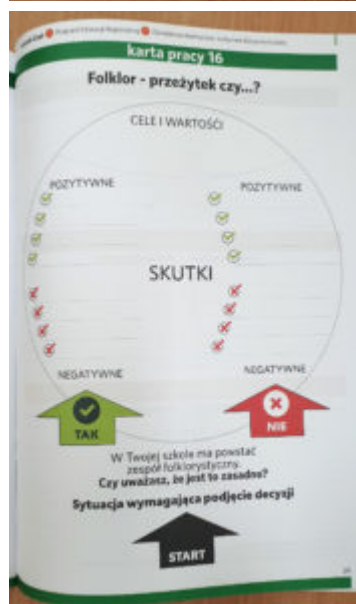 karta pracy 16
Folklor - przeżytek czy...?
CELE I WARTOŚCI
POZYTYWNE
POZYTYWNE
SKUTKI
NEGATYWNE
NEGATYWNE
TAK
NIE
W Twojej szkole ma powstać
zespół folklorystyczny.
Czy uważasz, że jest to zasadne?
Sytuacja wymagająca podjęcie decyzji
START